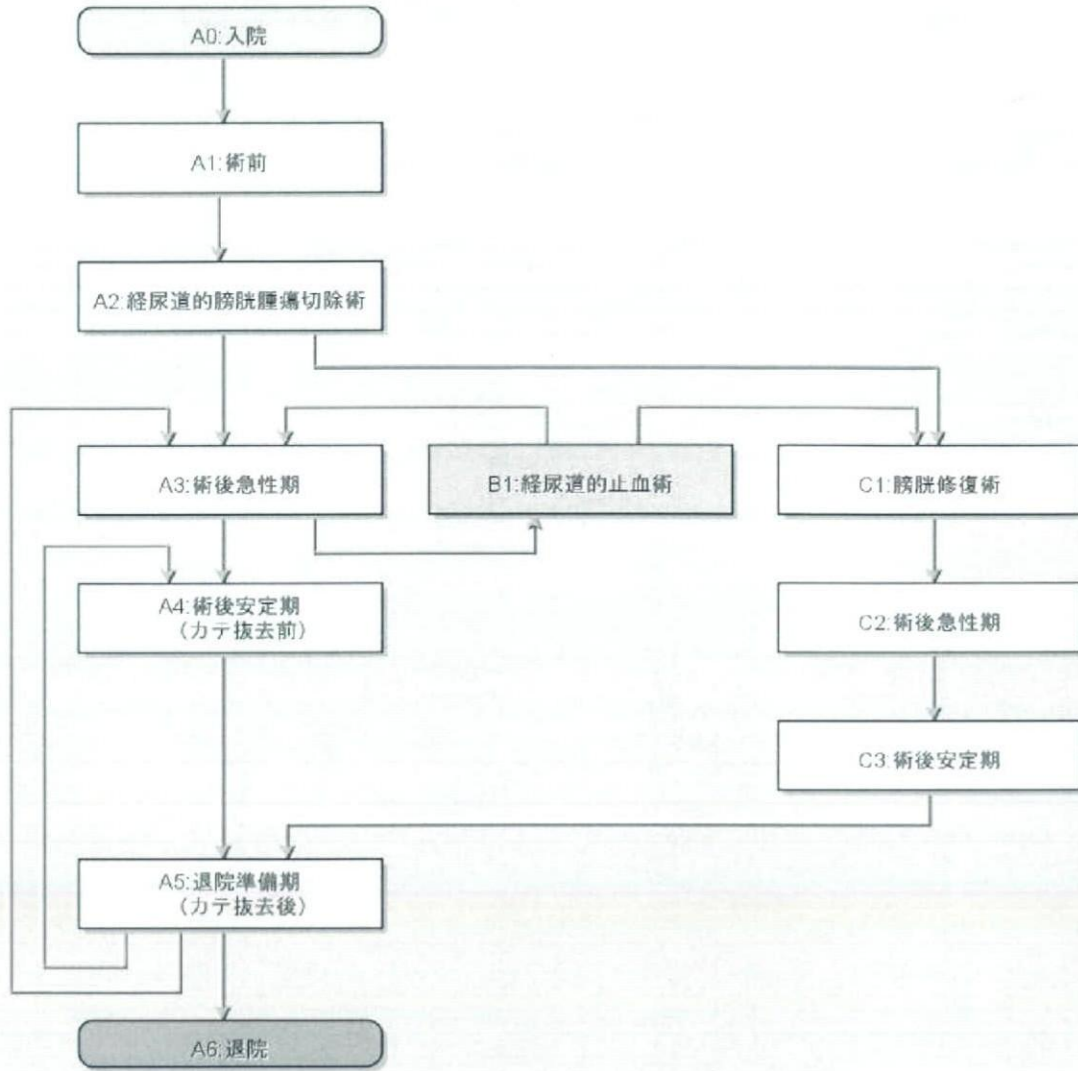 A0:入院
A1:術前
A2:経尿道的膀胱腫瘍切除術
A3:術後急性期
B1:経尿道的止血術
C1:膀胱修復術
A4:術後安定期
(カテ抜去前)
C2:術後急性期
C3:術後安定期
A5:退院準備期
(カテ抜去後)
A6:退院